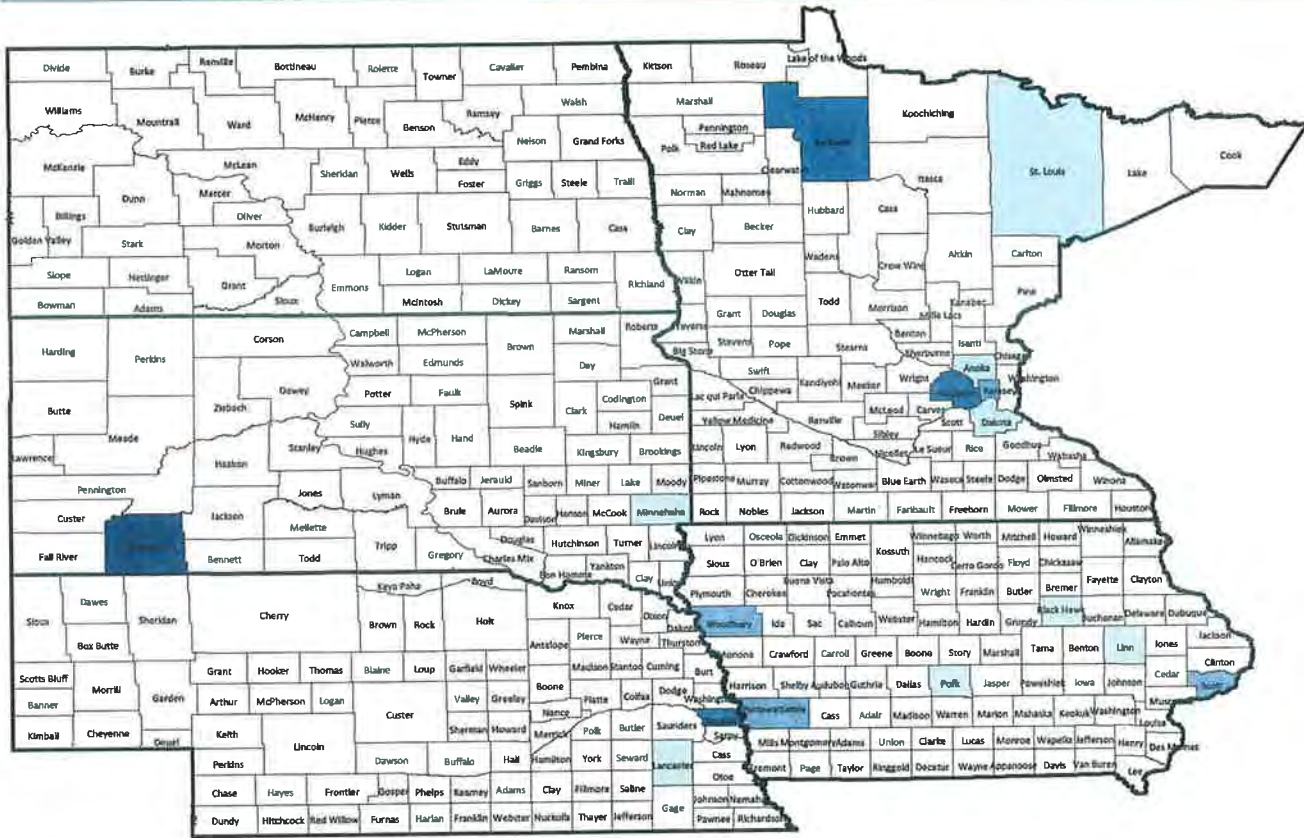 Divide Burke Renville Bottineau Rolette Towner Cavalier Pembina Kittson Roseau Lake of the Woods
Williams Mountrail Ward McHenry Pierce Benson Ramsey Walsh Marshall Koochiching
Nelson Grand Forks Polk Pennington Red Lake St. Louis Lake Cook
McKenzie McLean Sheridan Wells Eddy Foster Griggs Steele Traill Norman Mahnomen Clearwater Itasca
Dunn Mercer Oliver
Billings Golden Valley Stark Morton Burleigh Kidder Stutsman Barnes Cass Clay Becker Hubbard Cass
Slope Hettinger Grant Sioux Emmons Logan LaMoure Ransom Richland Wilkin Otter Tail Wadena Crow Wing Aitkin Carlton
Bowman Adams McIntosh Dickey Sargent Todd Morrison Mille Lacs Kanabec Pine
Harding Perkins Corson Campbell McPherson Brown Marshall Roberts Traverse Grant Douglas
Walworth Edmunds Day Big Stone Stevens Pope Stearns Benton Sherburne Isanti Chisago
Butte Ziebach Dewey Potter Faulk Spink Clark Codington Grant Swift Kandiyohi Meeker Wright Anoka Washington
Meade Sully Hamlin Deuel Lac qui Parle Chippewa McLeod Carver Ramsey
Lawrence Haakon Stanley Hughes Hyde Hand Beadle Kingsbury Brookings Yellow Medicine Renville Sibley Scott Dakota
Lincoln Lyon Redwood Brown Nicollet Le Sueur Rice Goodhue Wabasha
Pennington Jones Lyman Buffalo Jerauld Sanborn Miner Lake Moody Pipestone Murray Cottonwood Watonwan Blue Earth Waseca Steele Dodge Olmsted Winona
Custer Jackson Mellette Brule Aurora Davison Hanson McCook Minnehaha Rock Nobles Jackson Martin Faribault Freeborn Mower Fillmore Houston
Fall River Bennett Todd Tripp Gregory Douglas Charles Mix Hutchinson Turner Lincoln Lyon Osceola Dickinson Emmet Kossuth Winnebago Worth Mitchell Howard Winneshiek Allamakee
Bon Homme Yankton Clay Union Sioux O'Brien Clay Palo Alto Hancock Cerro Gordo Floyd Chickasaw
Dawes Keya Paha Boyd Knox Cedar Dixon Dakota Plymouth Cherokee Buena Vista Pocahontas Humboldt Wright Franklin Butler Bremer Fayette Clayton
Sioux Sheridan Cherry Brown Rock Holt Woodbury Ida Sac Calhoun Webster Hamilton Hardin Grundy Black Hawk Buchanan Delaware Dubuque
Box Butte Antelope Pierce Wayne Thurston Monona Crawford Carroll Greene Boone Story Marshall Tama Benton Linn Jones Jackson
Scotts Bluff Morrill Garden Grant Hooker Thomas Blaine Loup Garfield Wheeler Madison Stanton Cuming Burt Clinton
Banner Arthur McPherson Logan Custer Valley Greeley Boone Platte Colfax Dodge Washington Harrison Shelby Audubon Guthrie Dallas Polk Jasper Poweshiek Iowa Johnson Cedar Scott
Nance Pottawattamie Cass Adair Madison Warren Marion Mahaska Keokuk Washington Louisa
Kimball Cheyenne Deuel Keith Lincoln Sherman Howard Merrick Polk Butler Saunders Sarpy
Perkins Dawson Buffalo Hall Hamilton York Seward Lancaster Cass Mills Montgomery Adams Union Clarke Lucas Monroe Wapello Jefferson Henry Des Moines
Otoe Fremont Page Taylor Ringgold Decatur Wayne Appanoose Davis Van Buren Lee
Chase Hayes Frontier Gosper Phelps Kearney Adams Clay Fillmore Saline Gage Johnson Nemaha
Dundy Hitchcock Red Willow Furnas Harlan Franklin Webster Nuckolls Thayer Jefferson Pawnee Richardson